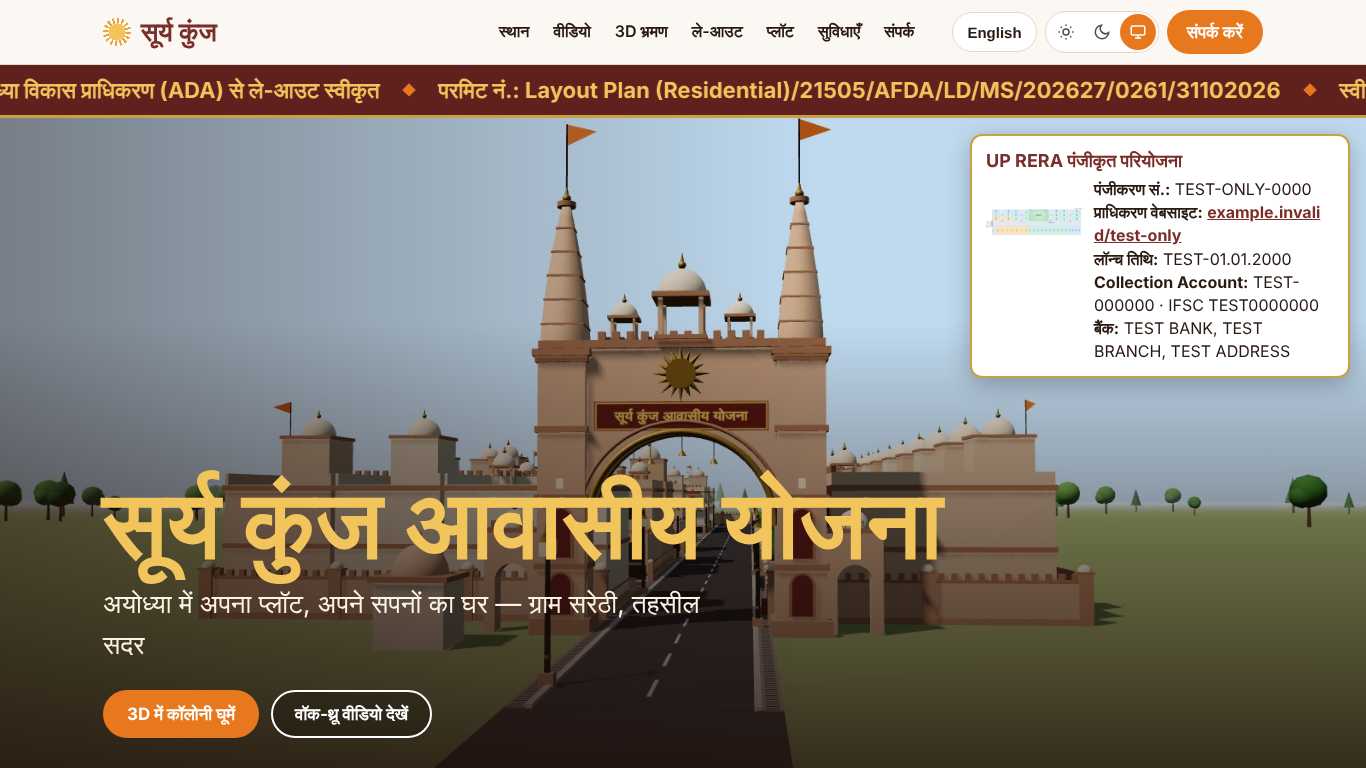 सूर्य कुंज
स्थान वीडियो 3D भ्रमण ले-आउट प्लॉट सुविधाएँ संपर्क
English
संपर्क करें
विकास प्राधिकरण (ADA) से ले-आउट स्वीकृत ◆ परमिट नं.: Layout Plan (Residential)/21505/AFDA/LD/MS/202627/0261/31102026 ◆
UP RERA पंजीकृत परियोजना
पंजीकरण सं.: TEST-ONLY-0000
प्राधिकरण वेबसाइट: example.invali
d/test-only
लॉन्च तिथि: TEST-01.01.2000
Collection Account: TEST-
000000 · IFSC TEST0000000
बैंक: TEST BANK, TEST
BRANCH, TEST ADDRESS
सूर्य कुंज आवासीय योजना
सूर्य कुंज आवासीय योजना
अयोध्या में अपना प्लॉट, अपने सपनों का घर — ग्राम सरेठी, तहसील
सदर
3D में कॉलोनी घूमें
वॉक-थ्रू वीडियो देखें